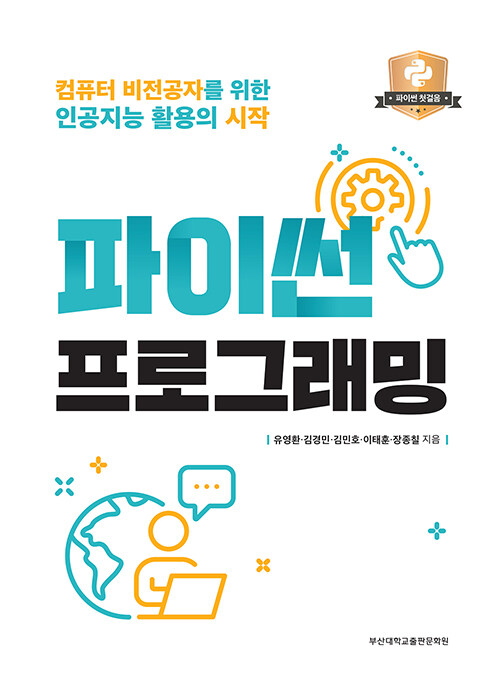 컴퓨터 비전공자를 위한
인공지능 활용의 시작
파이썬 첫걸음
파이썬
프로그래밍
유영환·김경민·김민호·이태훈·장종칠 지음
부산대학교출판문화원